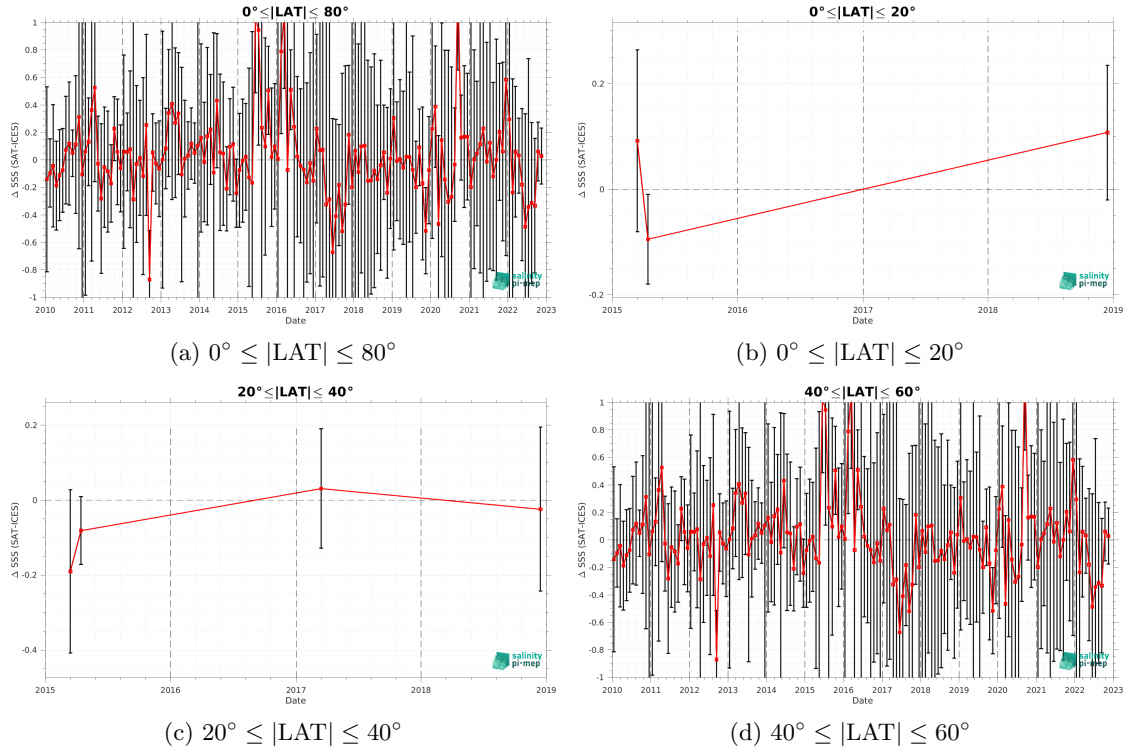 0°≤|LAT|≤ 80°
Δ SSS (SAT-ICES)
1
0.8
0.6
0.4
0.2
0
-0.2
-0.4
-0.6
-0.8
-1
2010 2011 2012 2013 2014 2015 2016 2017 2018 2019 2020 2021 2022 2023
Date
salinity
pi-mep
(a) 0° ≤ |LAT| ≤ 80°
0°≤|LAT|≤ 20°
Δ SSS (SAT-ICES)
0.2
0
-0.2
2015 2016 2017 2018 2019
Date
salinity
pi-mep
(b) 0° ≤ |LAT| ≤ 20°
20°≤|LAT|≤ 40°
Δ SSS (SAT-ICES)
0.2
0
-0.2
-0.4
2015 2016 2017 2018 2019
Date
salinity
pi-mep
(c) 20° ≤ |LAT| ≤ 40°
40°≤|LAT|≤ 60°
Δ SSS (SAT-ICES)
1
0.8
0.6
0.4
0.2
0
-0.2
-0.4
-0.6
-0.8
-1
2010 2011 2012 2013 2014 2015 2016 2017 2018 2019 2020 2021 2022 2023
Date
salinity
pi-mep
(d) 40° ≤ |LAT| ≤ 60°